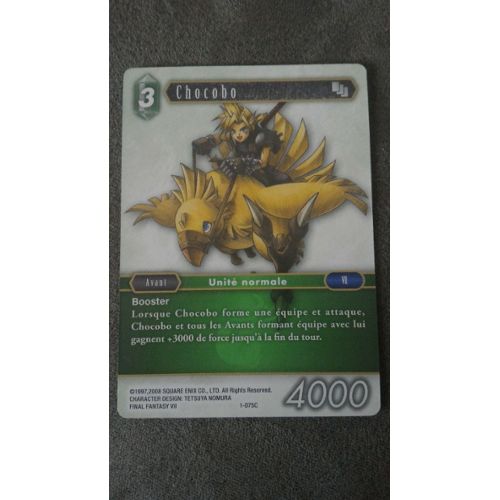 3
Chocobo
Avant
Unité normale
VII
Booster
Lorsque Chocobo forme une équipe et attaque,
Chocobo et tous les Avants formant équipe avec lui
gagnent +3000 de force jusqu'à la fin du tour.
©1997,2008 SQUARE ENIX CO., LTD. All Rights Reserved.
CHARACTER DESIGN: TETSUYA NOMURA
FINAL FANTASY VII
1-075C
4000